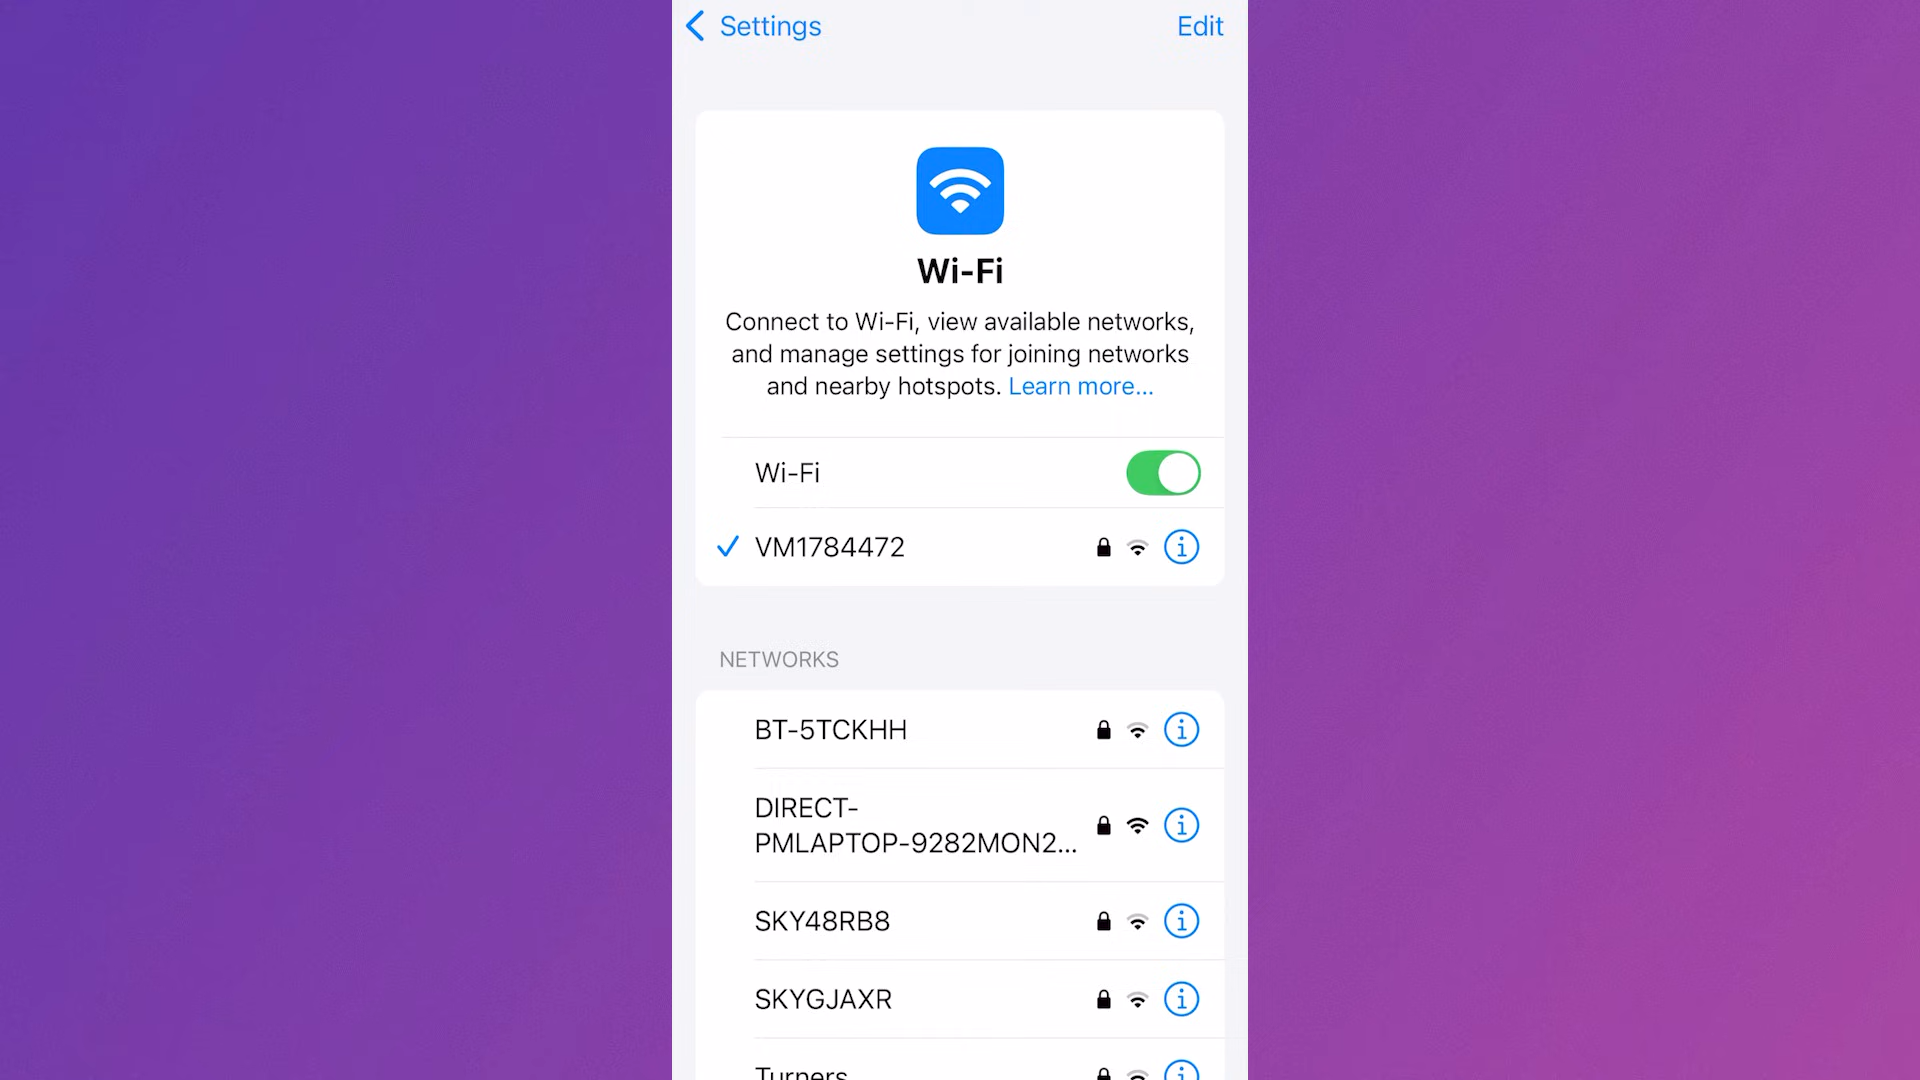 Settings
Edit
Wi-Fi
Connect to Wi-Fi, view available networks,
and manage settings for joining networks
and nearby hotspots. Learn more...
Wi-Fi
VM1784472
NETWORKS
BT-5TCKHH
DIRECT-
PMLAPTOP-9282MON2...
SKY48RB8
SKYGJAXR
Turners